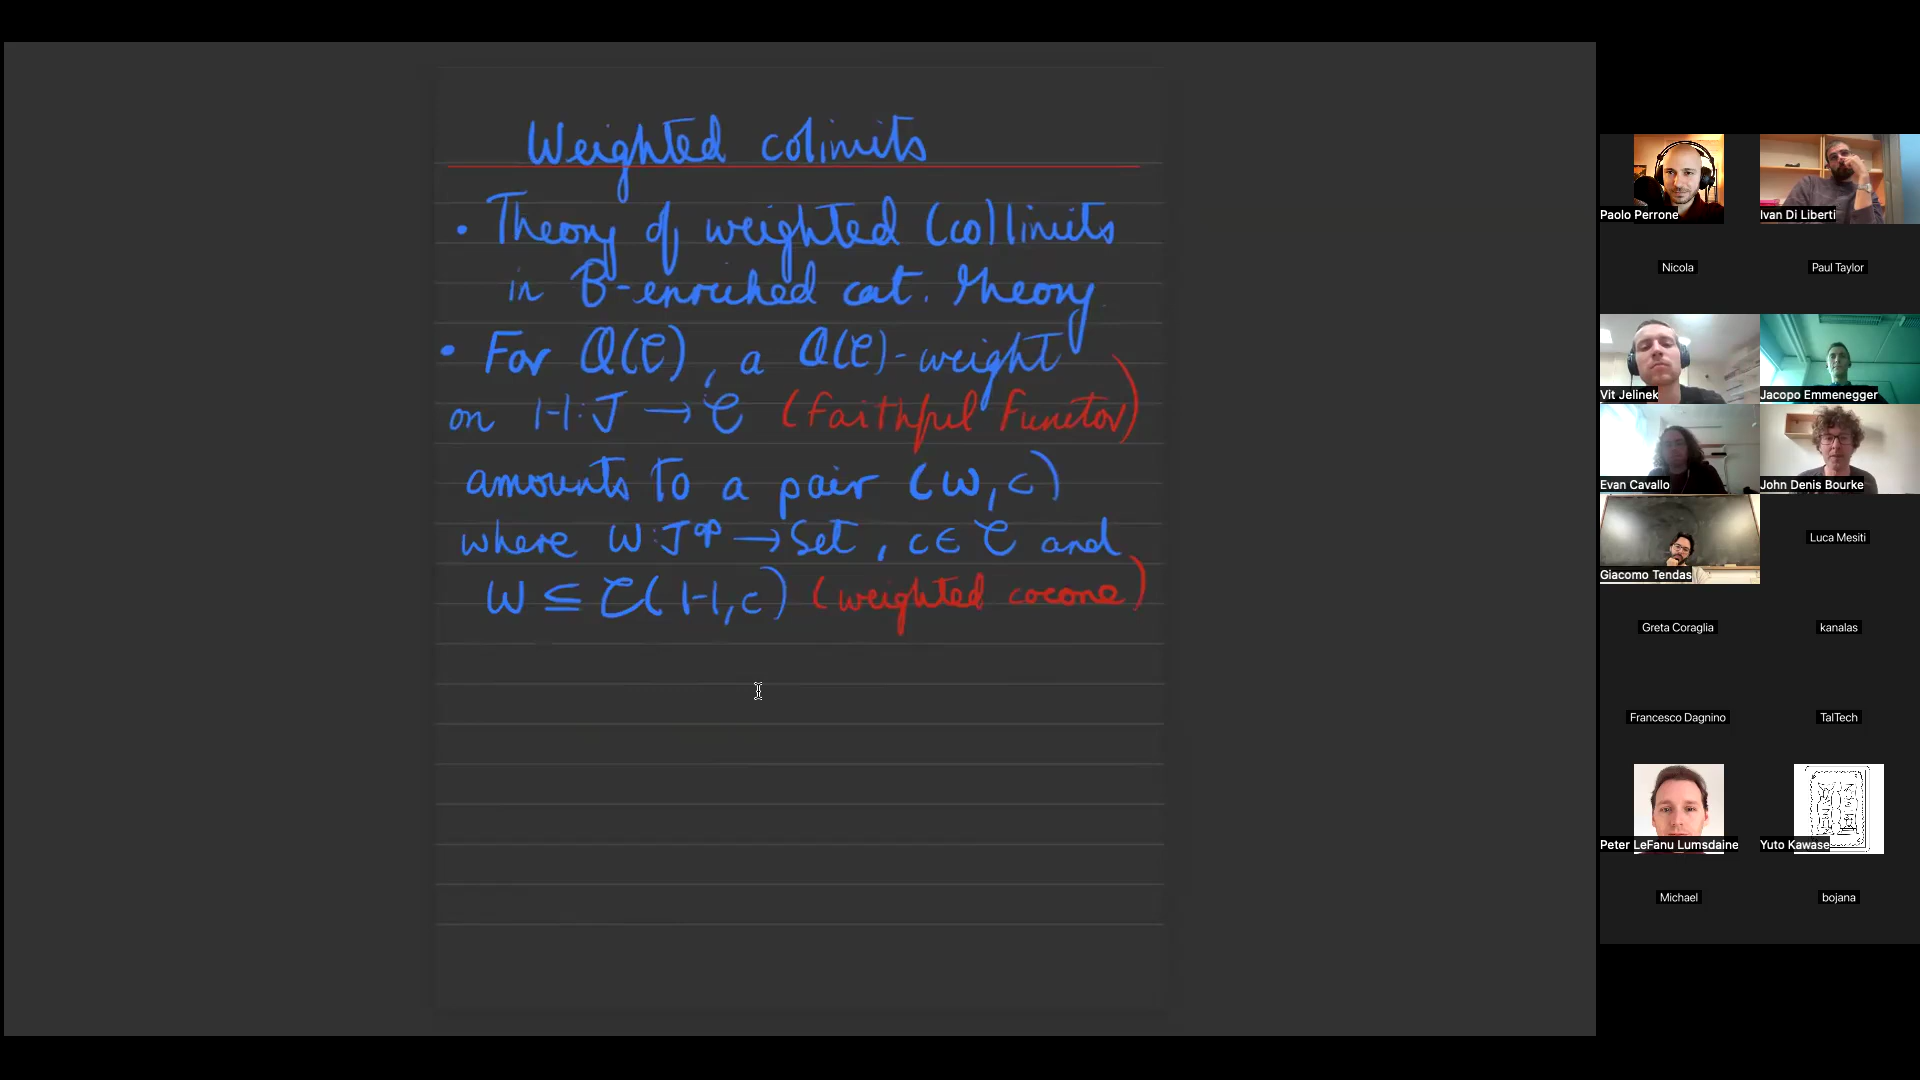 Weighted colimits
• Theory of weighted (co)limits
in B-enriched cat. theory.
• For Q(C), a Q(C)-weight
on H: J → C (faithful functor)
amounts to a pair (W, c)
where W: J^op → Set, c ∈ C and
W ⊆ C(H, c) (weighted cocone)
Paolo Perrone
Ivan Di Liberti
Nicola
Paul Taylor
Vit Jelinek
Jacopo Emmenegger
Evan Cavallo
John Denis Bourke
Giacomo Tendas
Luca Mesiti
Greta Coraglia
kanalas
Francesco Dagnino
TalTech
Peter LeFanu Lumsdaine
Yuto Kawase
Michael
bojana